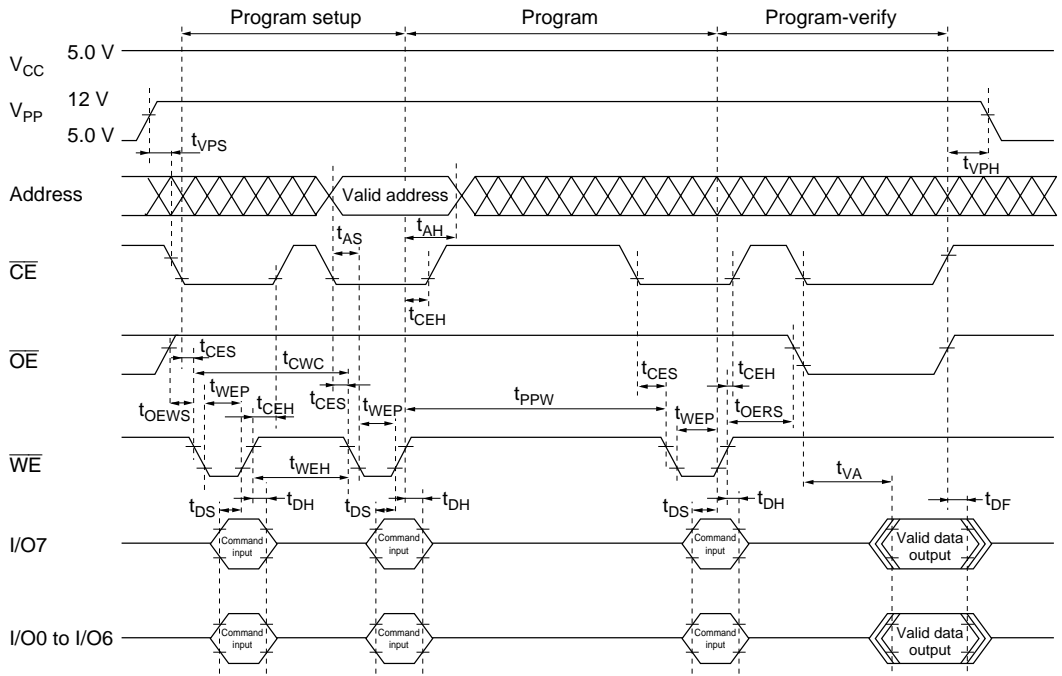 Program setup Program Program-verify
5.0 V
VCC
12 V
VPP
5.0 V
tVPS
tVPH
Address Valid address
tAS tAH
CE
tCEH
OE
tCES tCWC tCES tCEH
tWEP tCES tWEP tPPW tWEP tOERS
tOEWS tCEH
WE
tWEH tVA
tDS tDH tDS tDH tDS tDH tDF
I/O7 Command input Command input Command input Valid data output
I/O0 to I/O6 Command input Command input Command input Valid data output